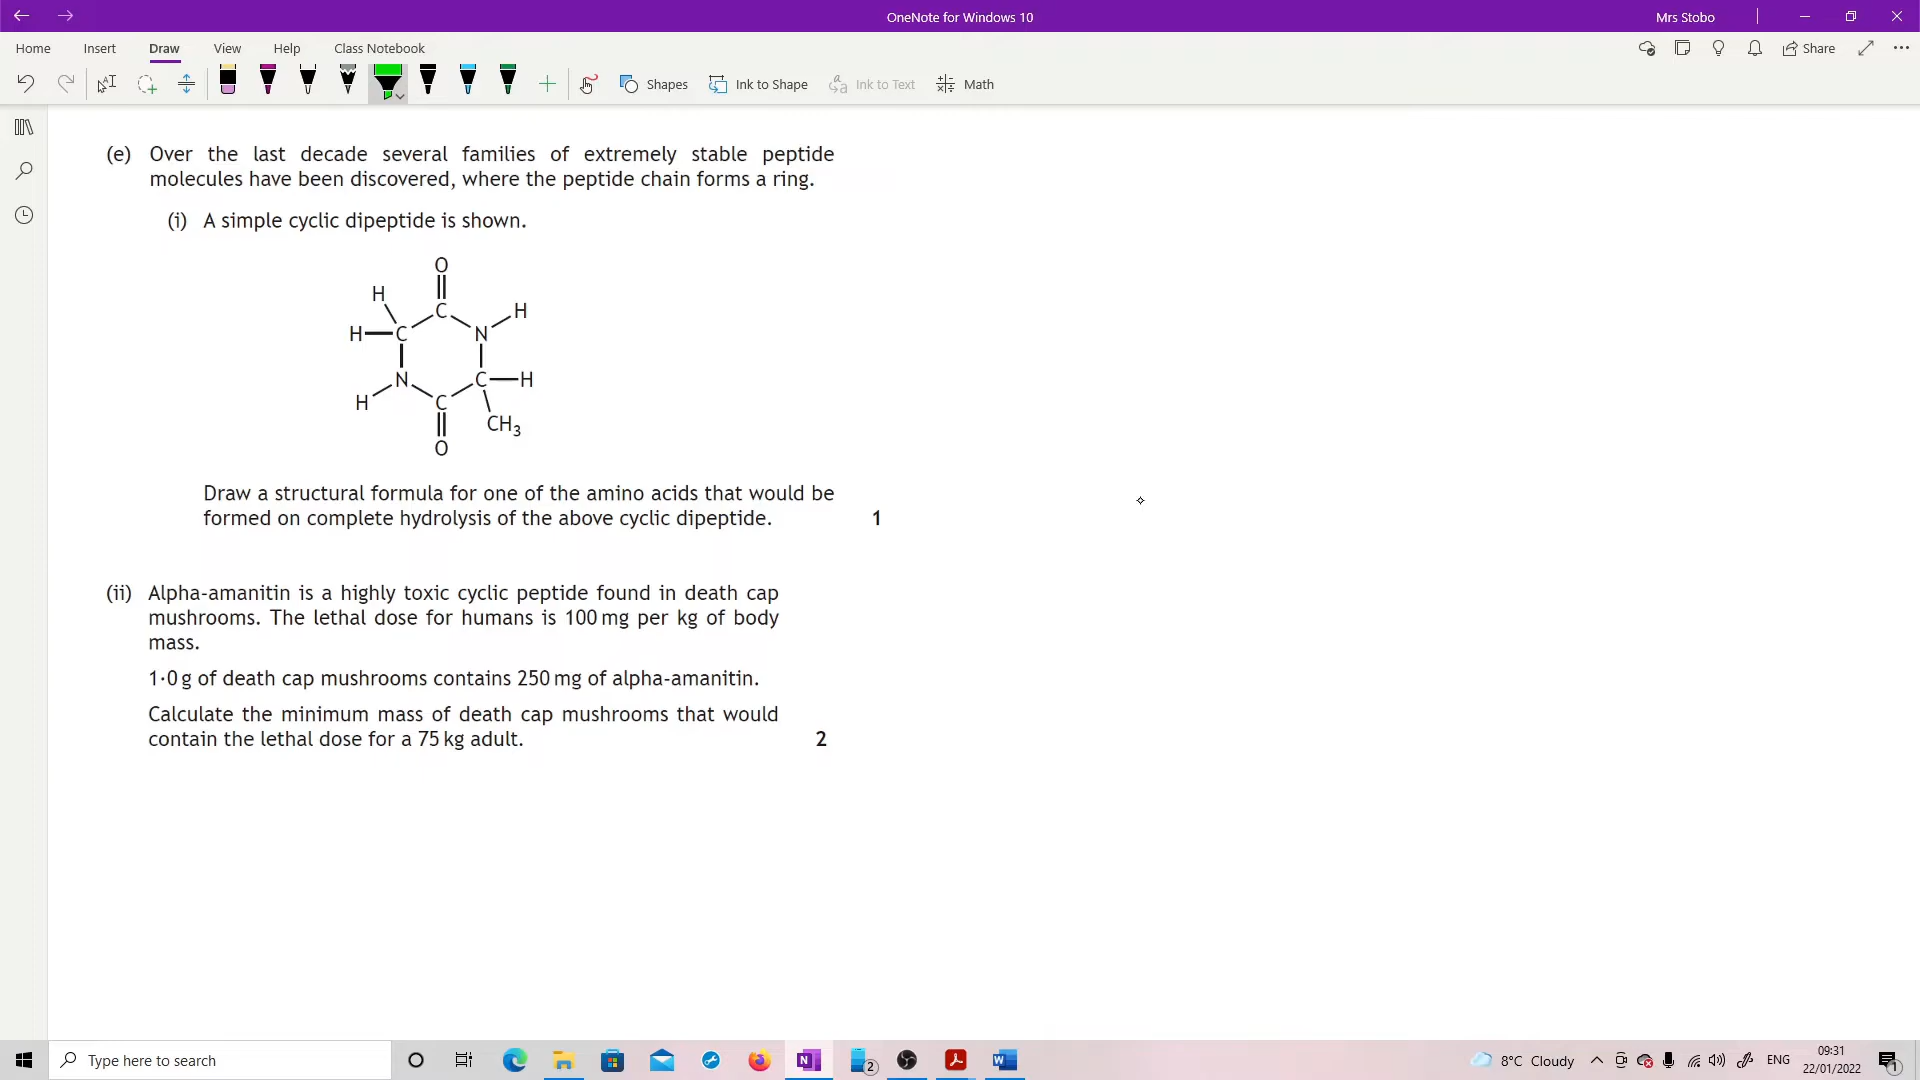 OneNote for Windows 10
Mrs Stobo
Home Insert Draw View Help Class Notebook
Share
Shapes Ink to Shape Ink to Text Math
(e) Over the last decade several families of extremely stable peptide
molecules have been discovered, where the peptide chain forms a ring.
(i) A simple cyclic dipeptide is shown.
O
H
C H
H C N
N C H
H C
CH3
O
Draw a structural formula for one of the amino acids that would be
formed on complete hydrolysis of the above cyclic dipeptide. 1
(ii) Alpha-amanitin is a highly toxic cyclic peptide found in death cap
mushrooms. The lethal dose for humans is 100 mg per kg of body
mass.
1·0 g of death cap mushrooms contains 250 mg of alpha-amanitin.
Calculate the minimum mass of death cap mushrooms that would
contain the lethal dose for a 75 kg adult. 2
Type here to search
8°C Cloudy
ENG
09:31
22/01/2022